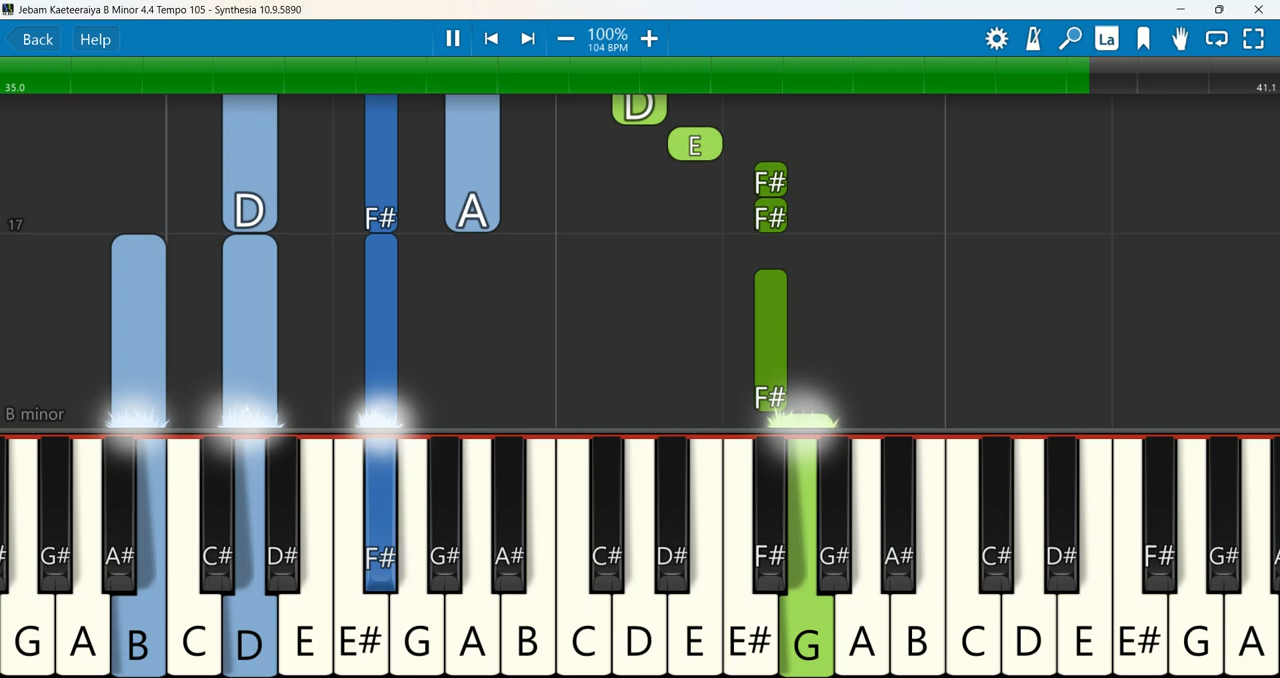 Jebam Kaeteeraiya B Minor 4.4 Tempo 105 - Synthesia 10.9.5890
Back Help 100% La
104 BPM
35.0 41.1
D
E
F#
D F# A F#
17
F#
B minor
G# A# C# D# F# G# A# C# D# F# G# A# C# D# F# G#
G A B C D E E# G A B C D E E# G A B C D E E# G A